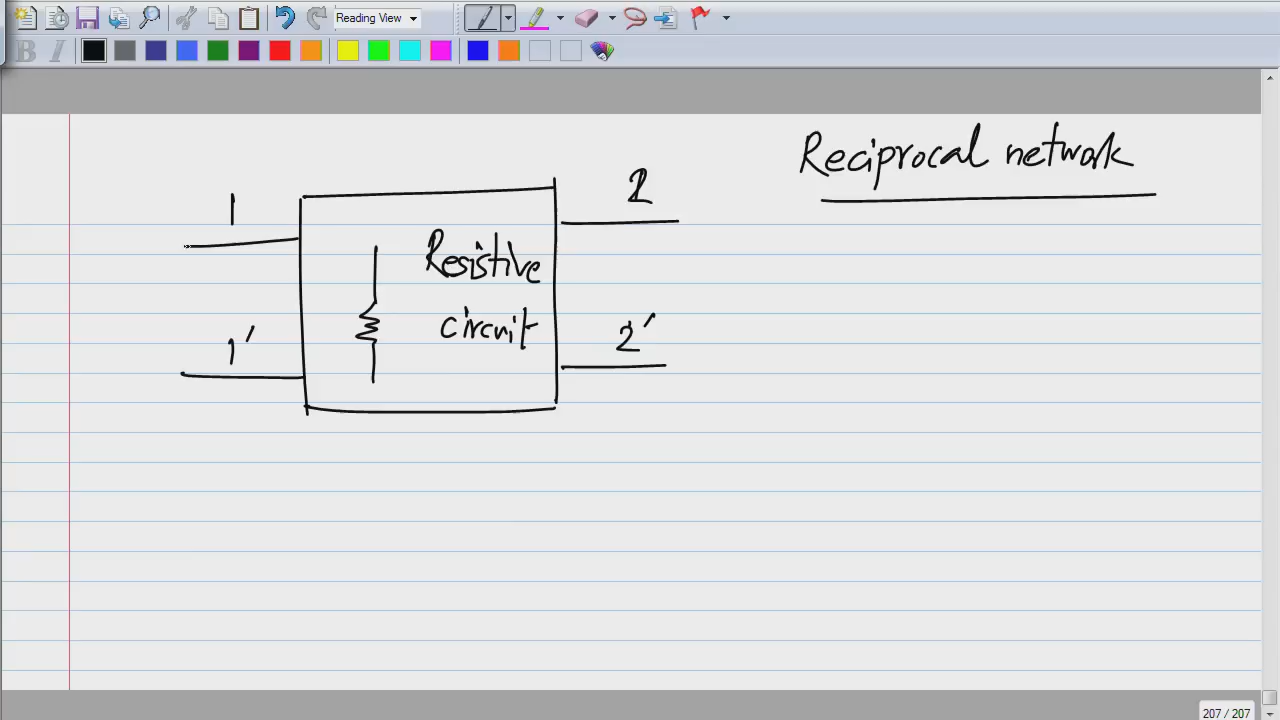 Reading View
B I
Reciprocal network
1
2
Resistive
circuit
1'
2'
207 / 207